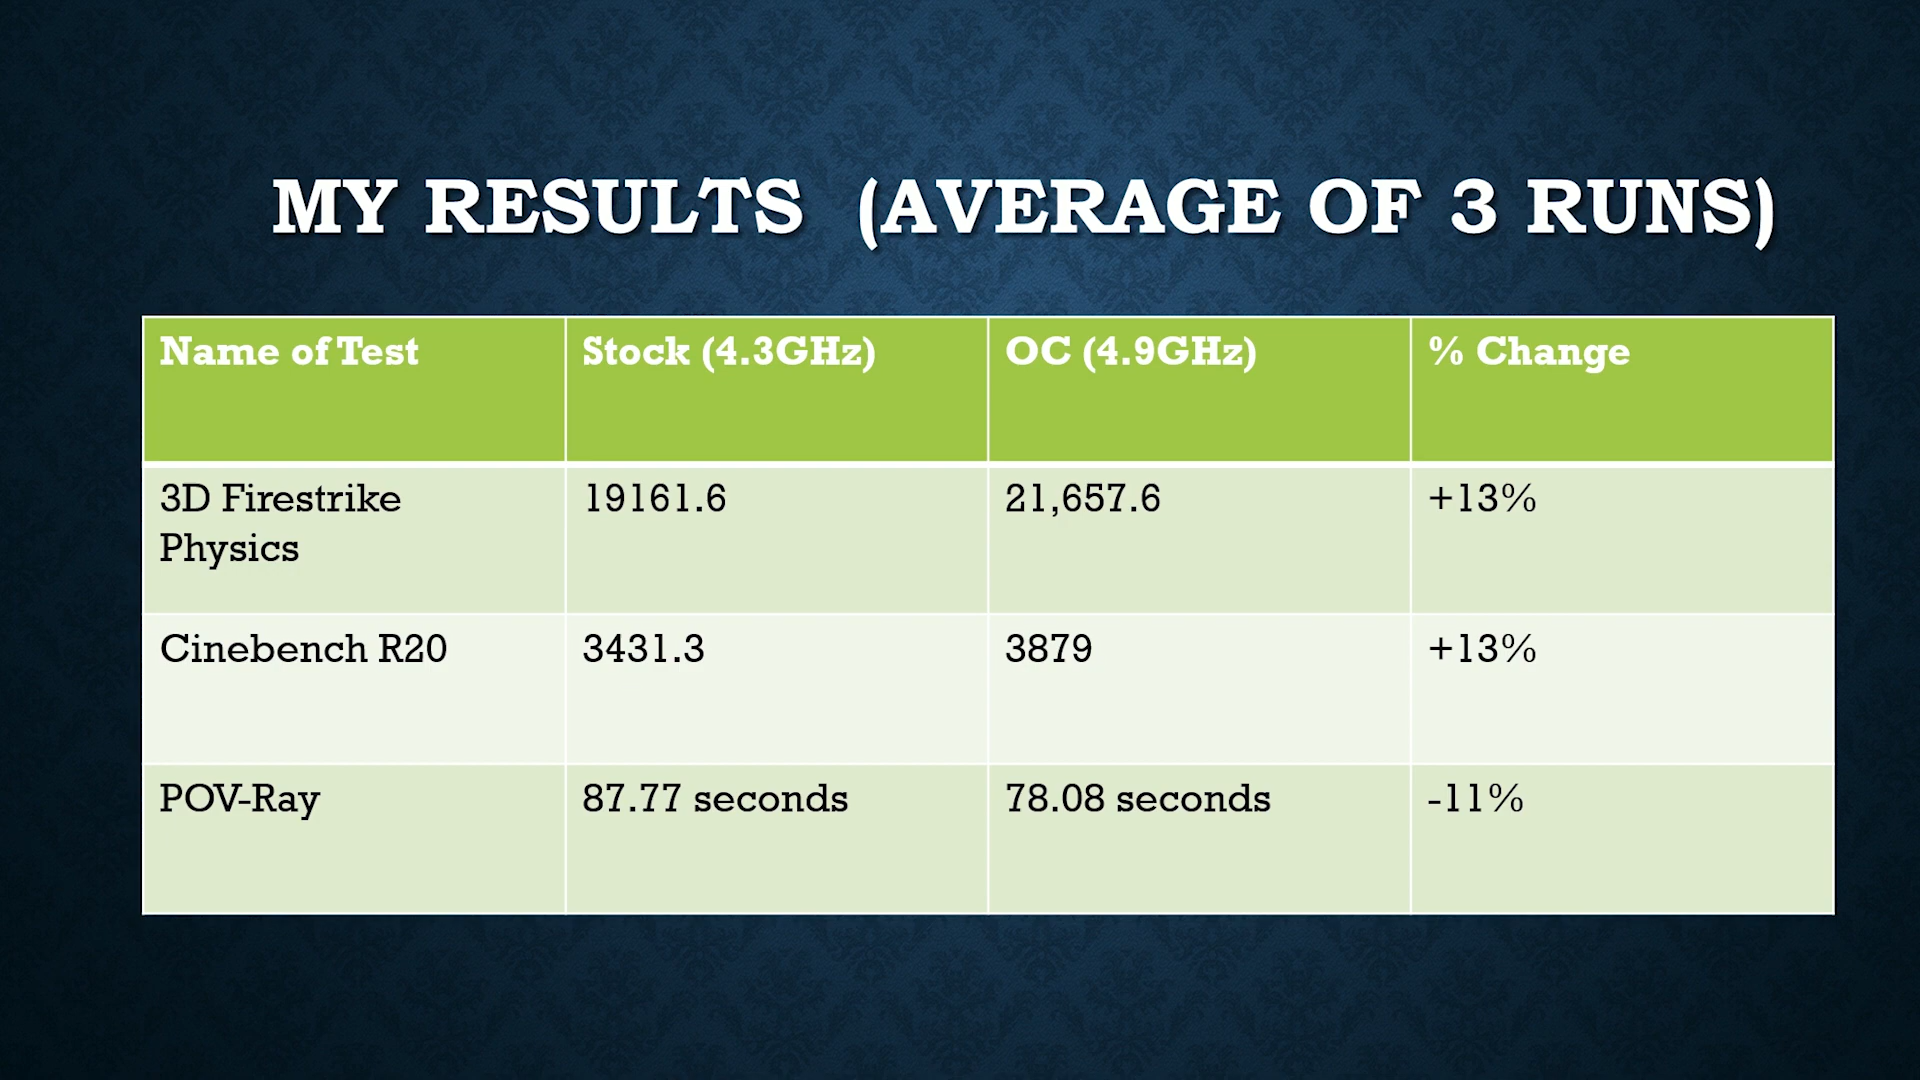 MY RESULTS (AVERAGE OF 3 RUNS)
Name of Test Stock (4.3GHz) OC (4.9GHz) % Change
3D Firestrike Physics 19161.6 21,657.6 +13%
Cinebench R20 3431.3 3879 +13%
POV-Ray 87.77 seconds 78.08 seconds -11%